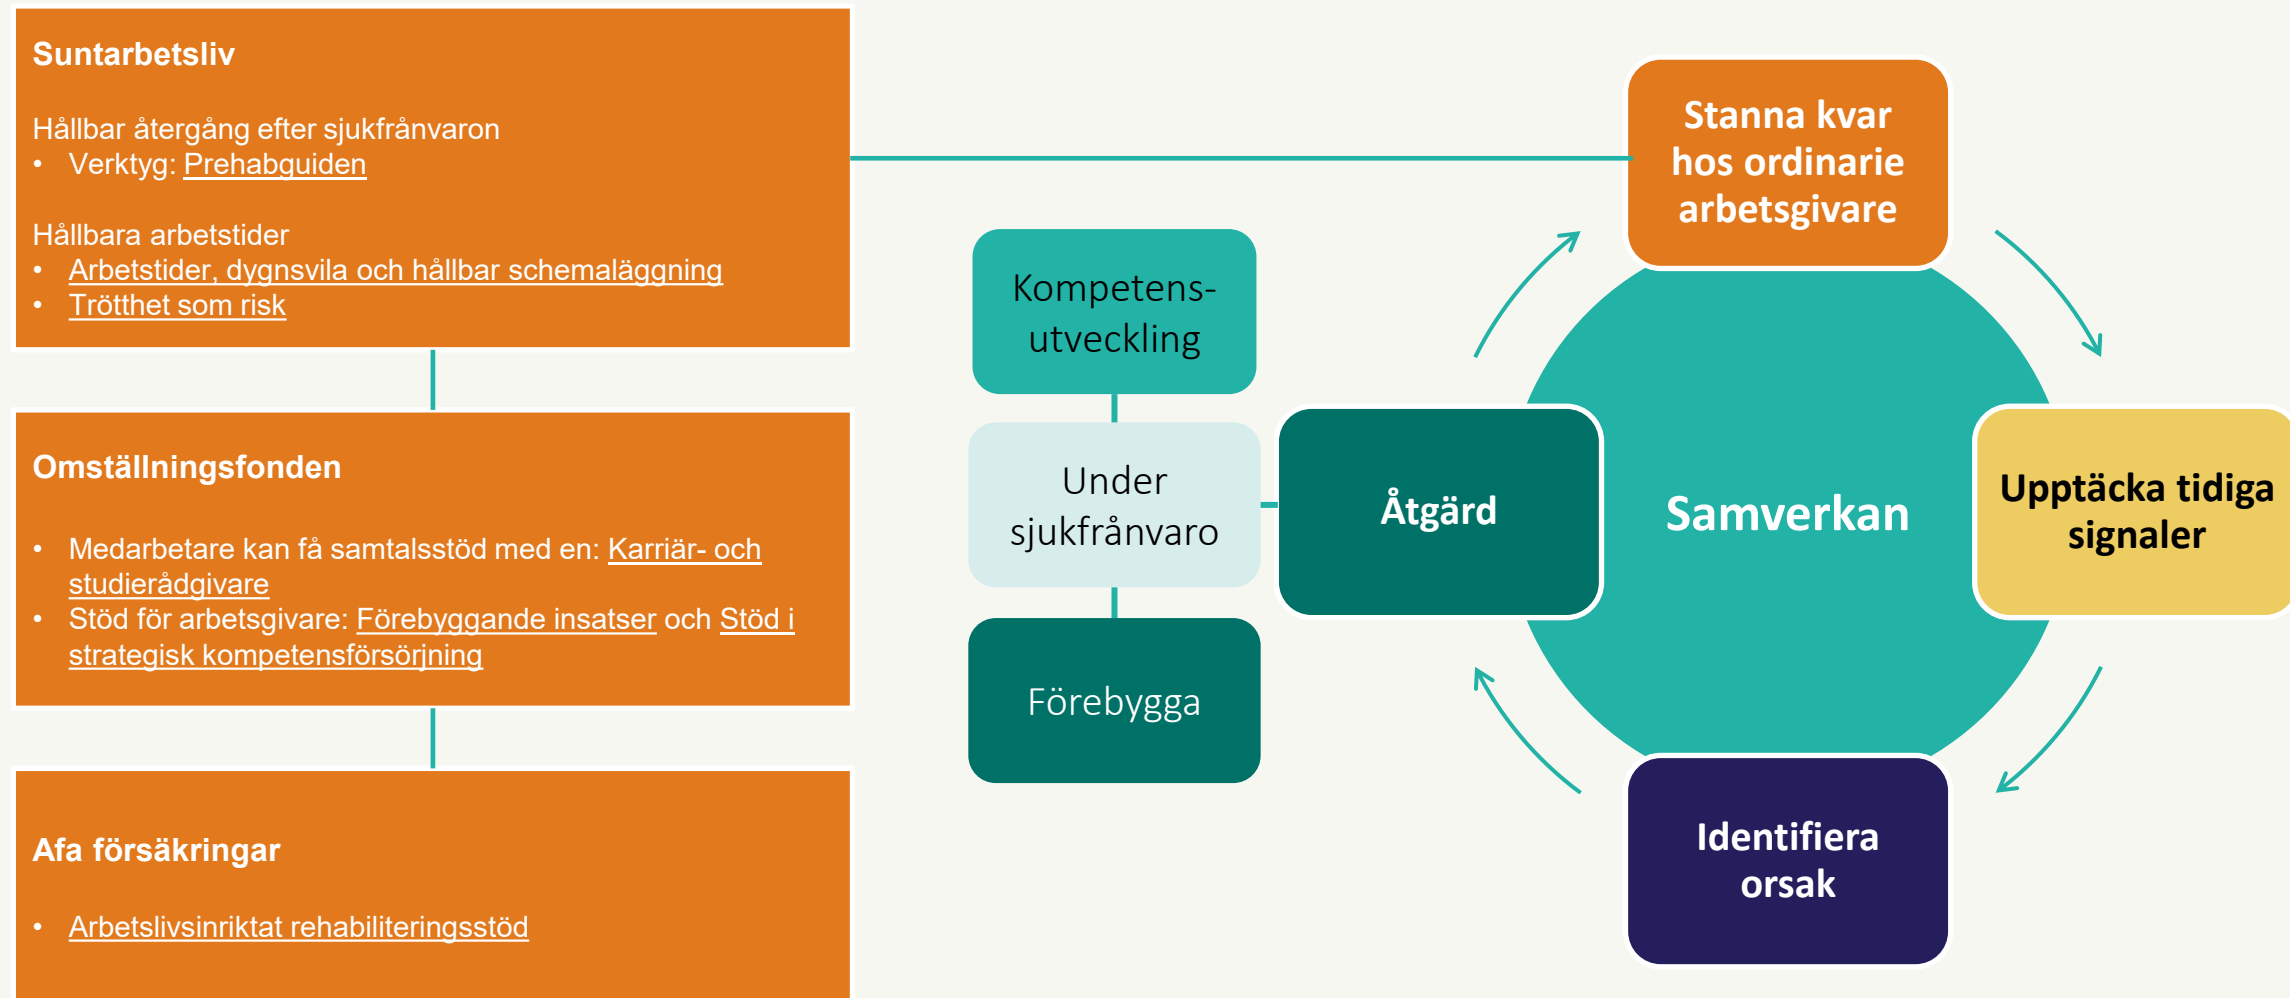 Suntarbetsliv
Hållbar återgång efter sjukfrånvaron
• Verktyg: Prehabguiden
Hållbara arbetstider
• Arbetstider, dygnsvila och hållbar schemaläggning
• Trötthet som risk
Omställningsfonden
• Medarbetare kan få samtalsstöd med en: Karriär- och
studierådgivare
• Stöd för arbetsgivare: Förebyggande insatser och Stöd i
strategisk kompetensförsörjning
Afa försäkringar
• Arbetslivsinriktat rehabiliteringsstöd
Kompetens-
utveckling
Under
sjukfrånvaro
Förebygga
Åtgärd
Stanna kvar
hos ordinarie
arbetsgivare
Samverkan
Upptäcka tidiga
signaler
Identifiera
orsak